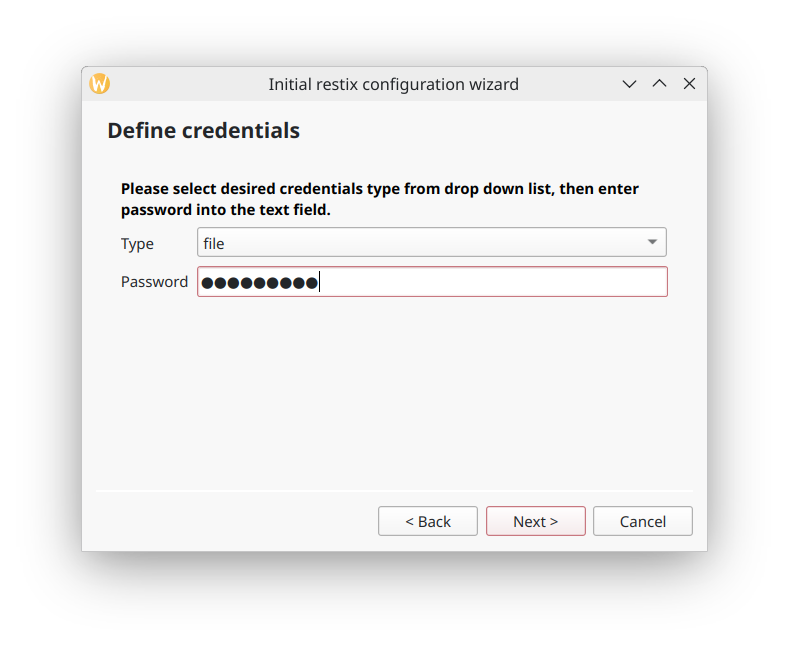 Initial restix configuration wizard
Define credentials
Please select desired credentials type from drop down list, then enter
password into the text field.
Type file
Password ●●●●●●●●●
< Back Next > Cancel